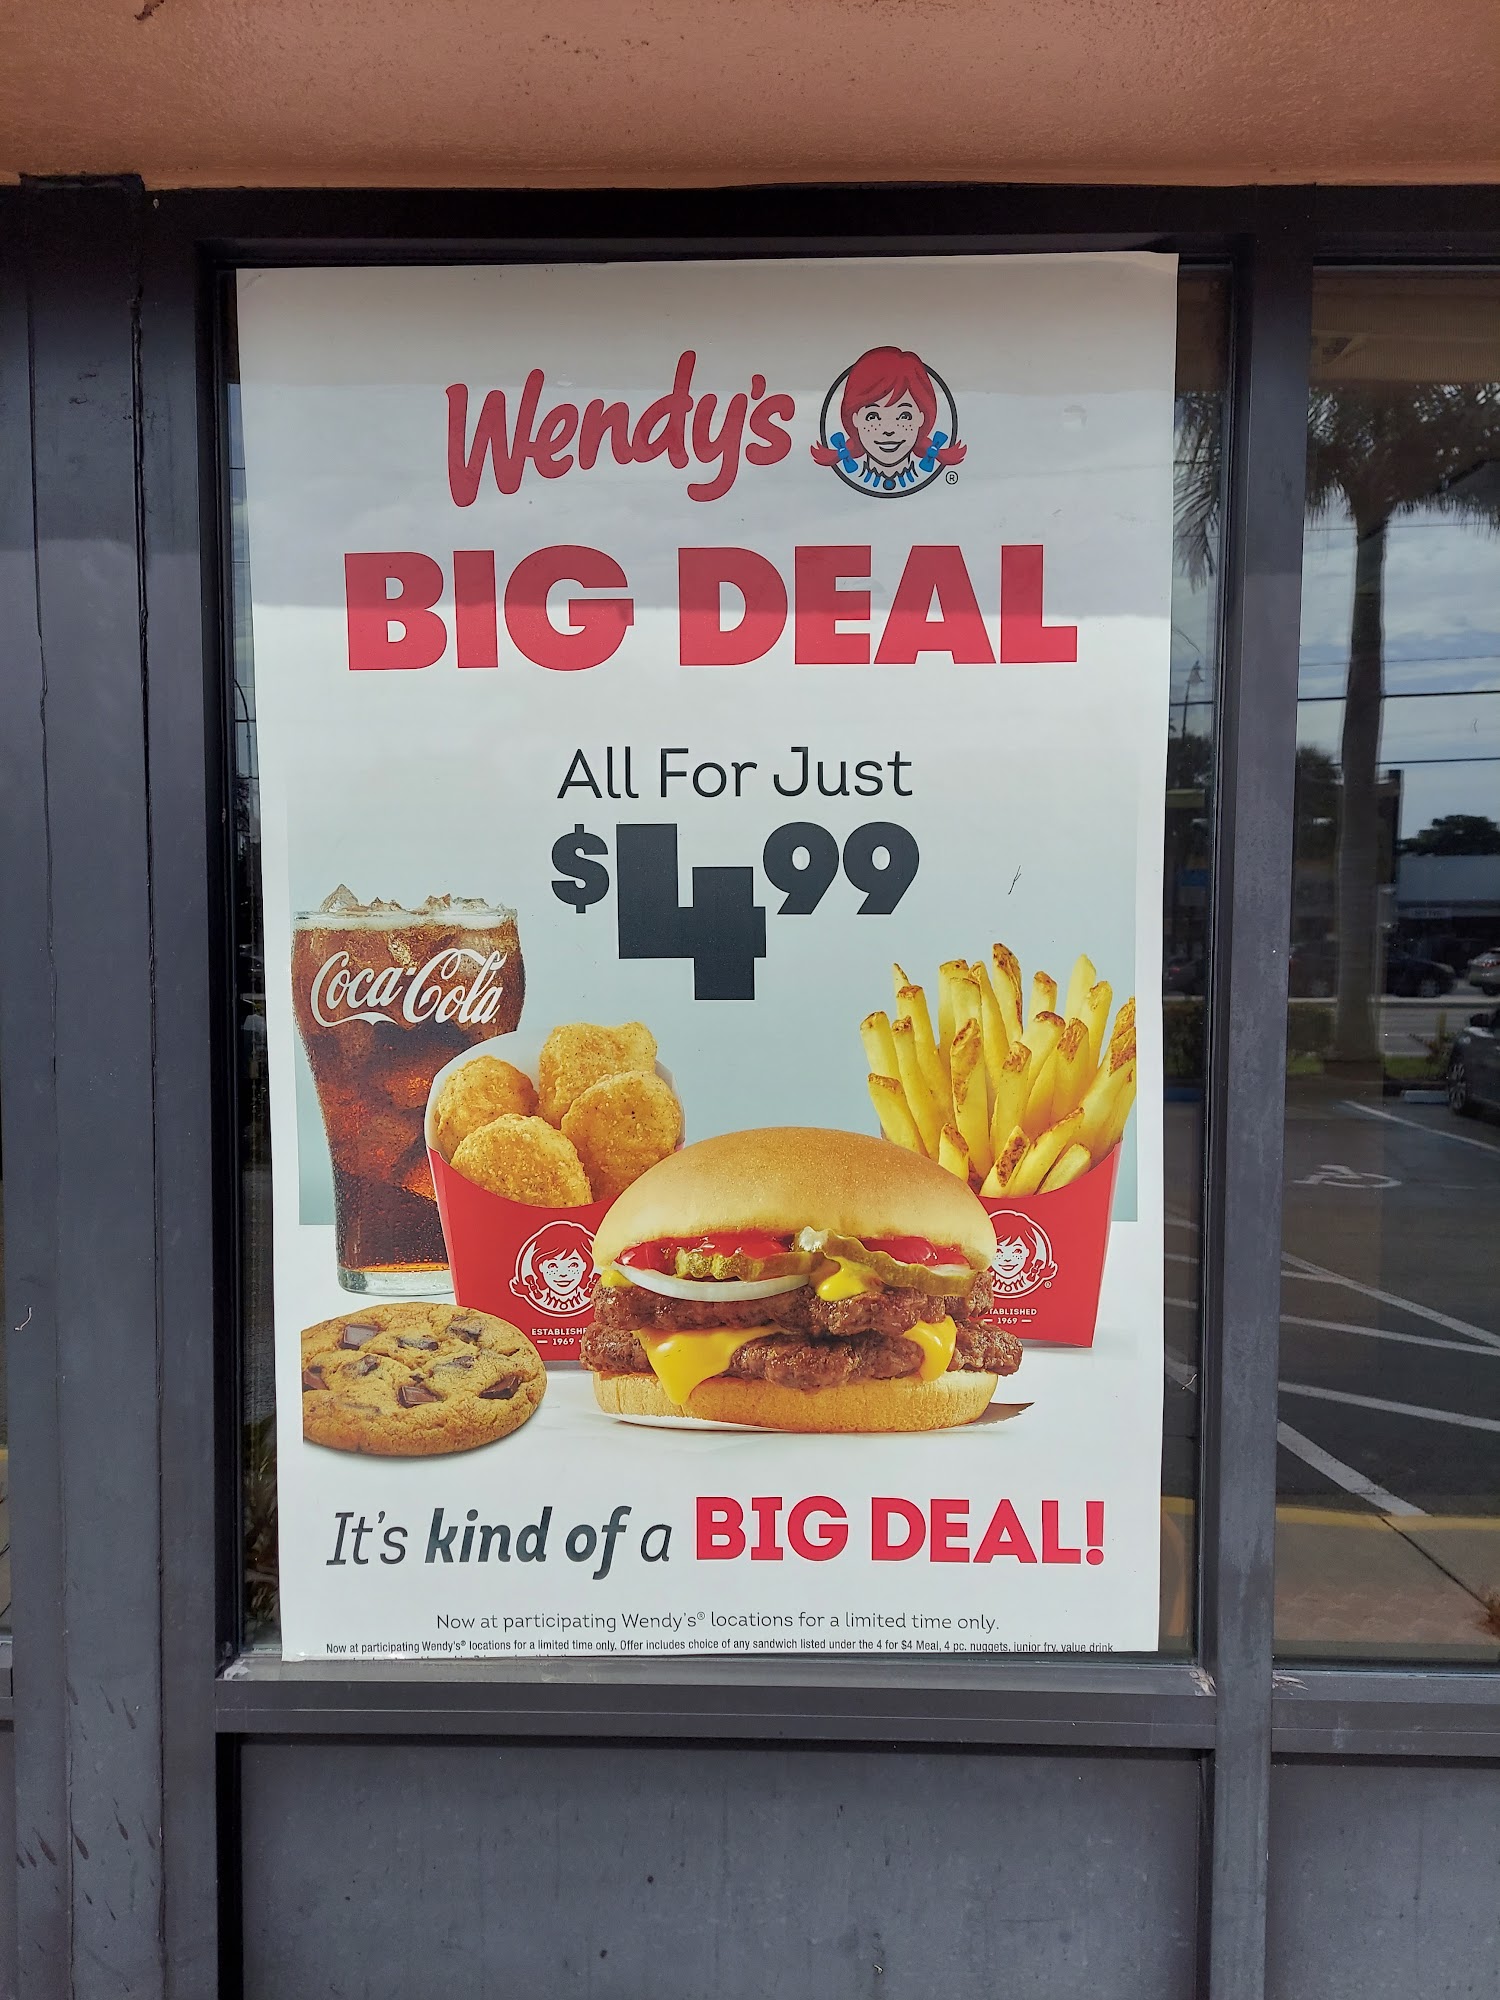 Wendy's
®
BIG DEAL
All For Just
$4.99
Coca-Cola
ESTABLISHE
— 1969 —
TABLISHED
— 1969 —
It's kind of a BIG DEAL!
Now at participating Wendy's® locations for a limited time only.
Now at participating Wendy's® locations for a limited time only. Offer includes choice of any sandwich listed under the 4 for $4 Meal, 4 pc. nuggets, junior fry, value drink